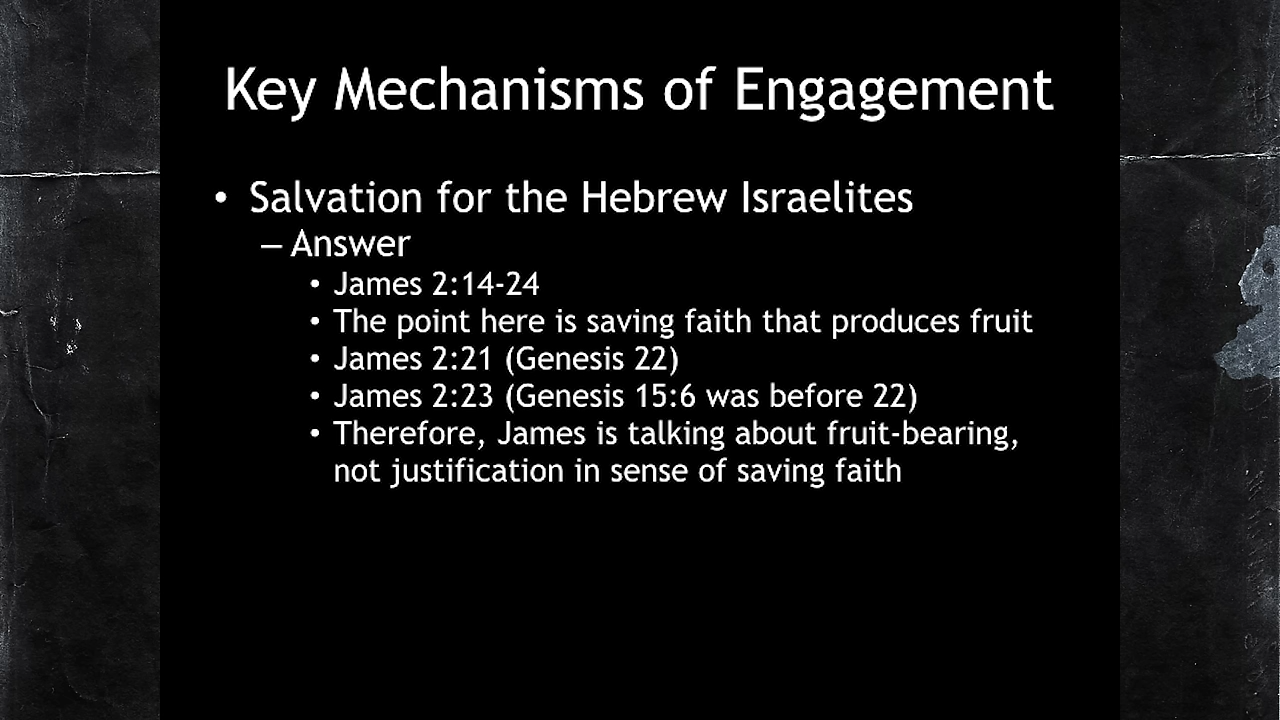 Key Mechanisms of Engagement
• Salvation for the Hebrew Israelites
– Answer
• James 2:14-24
• The point here is saving faith that produces fruit
• James 2:21 (Genesis 22)
• James 2:23 (Genesis 15:6 was before 22)
• Therefore, James is talking about fruit-bearing,
not justification in sense of saving faith